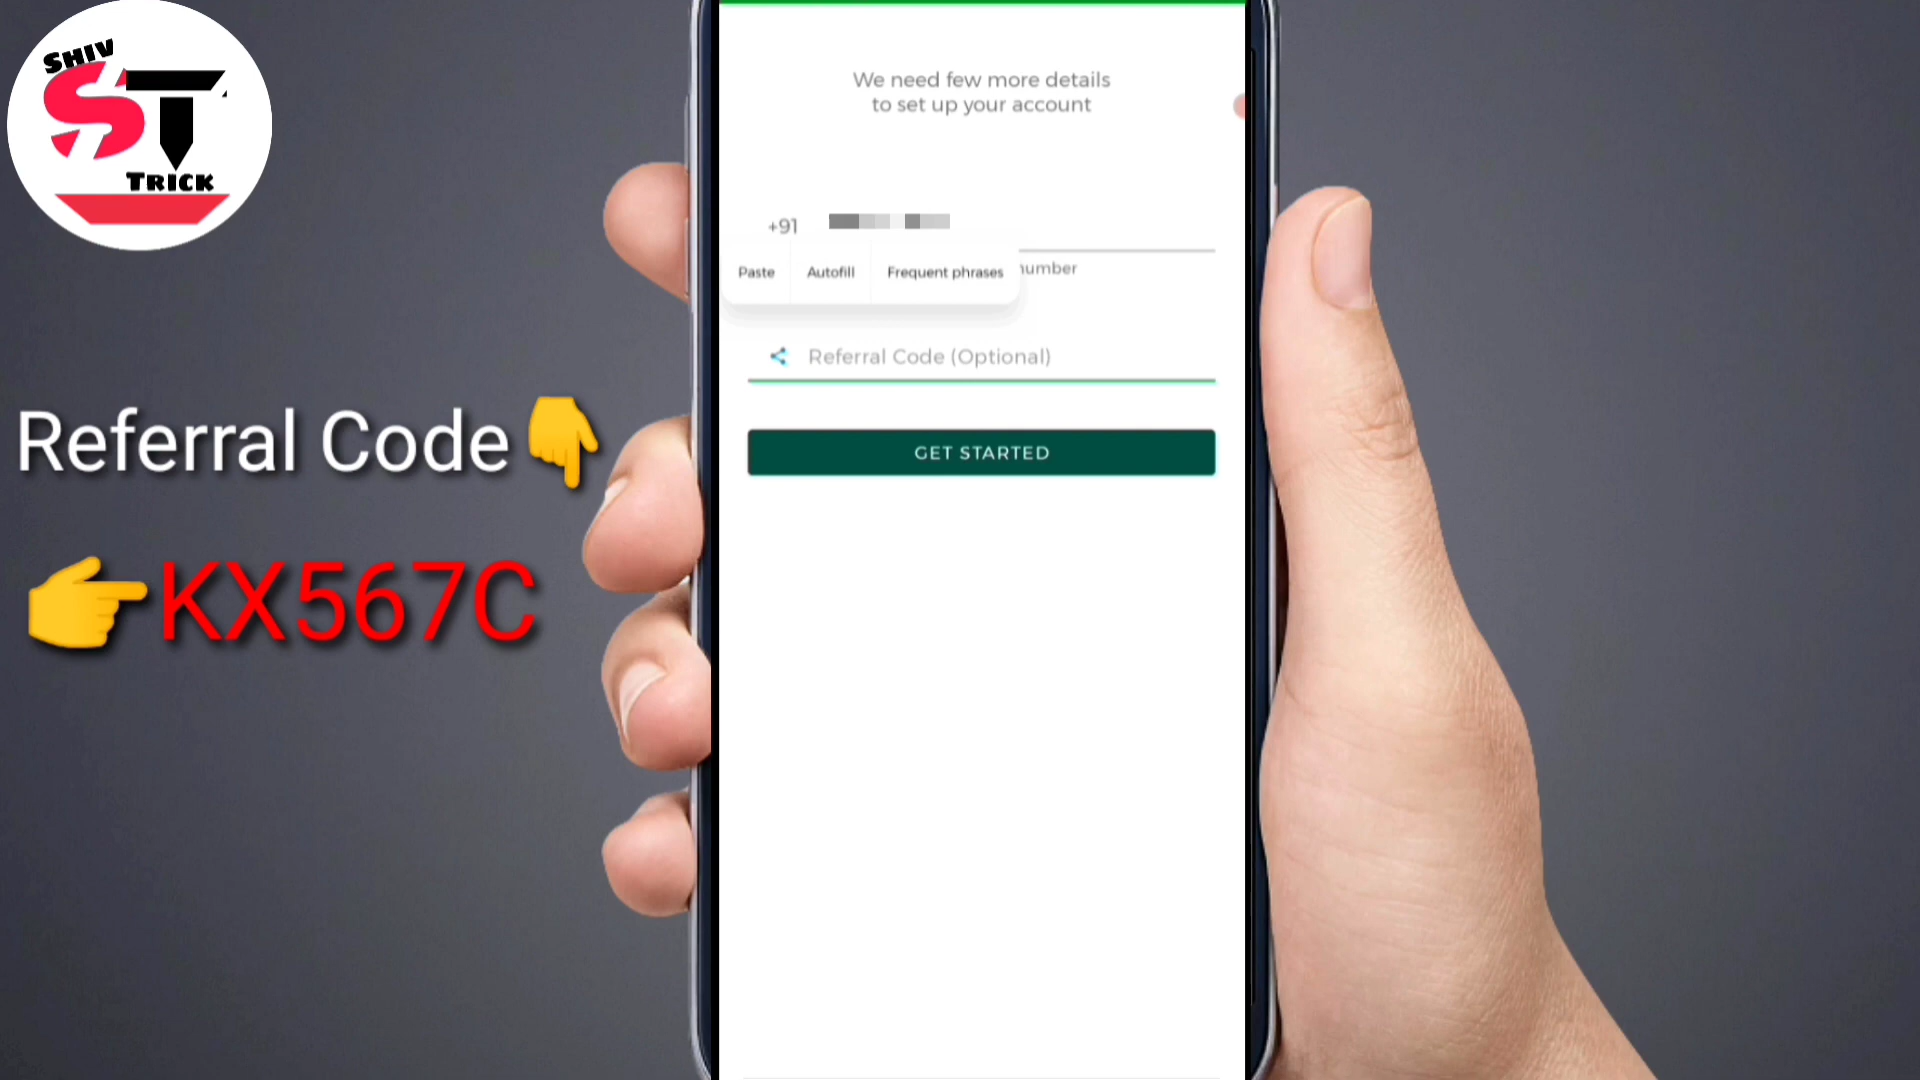 SHIV
ST
TRICK
We need few more details
to set up your account
+91
Paste Autofill Frequent phrases
Referral Code (Optional)
GET STARTED
Referral Code👇
👉KX567C